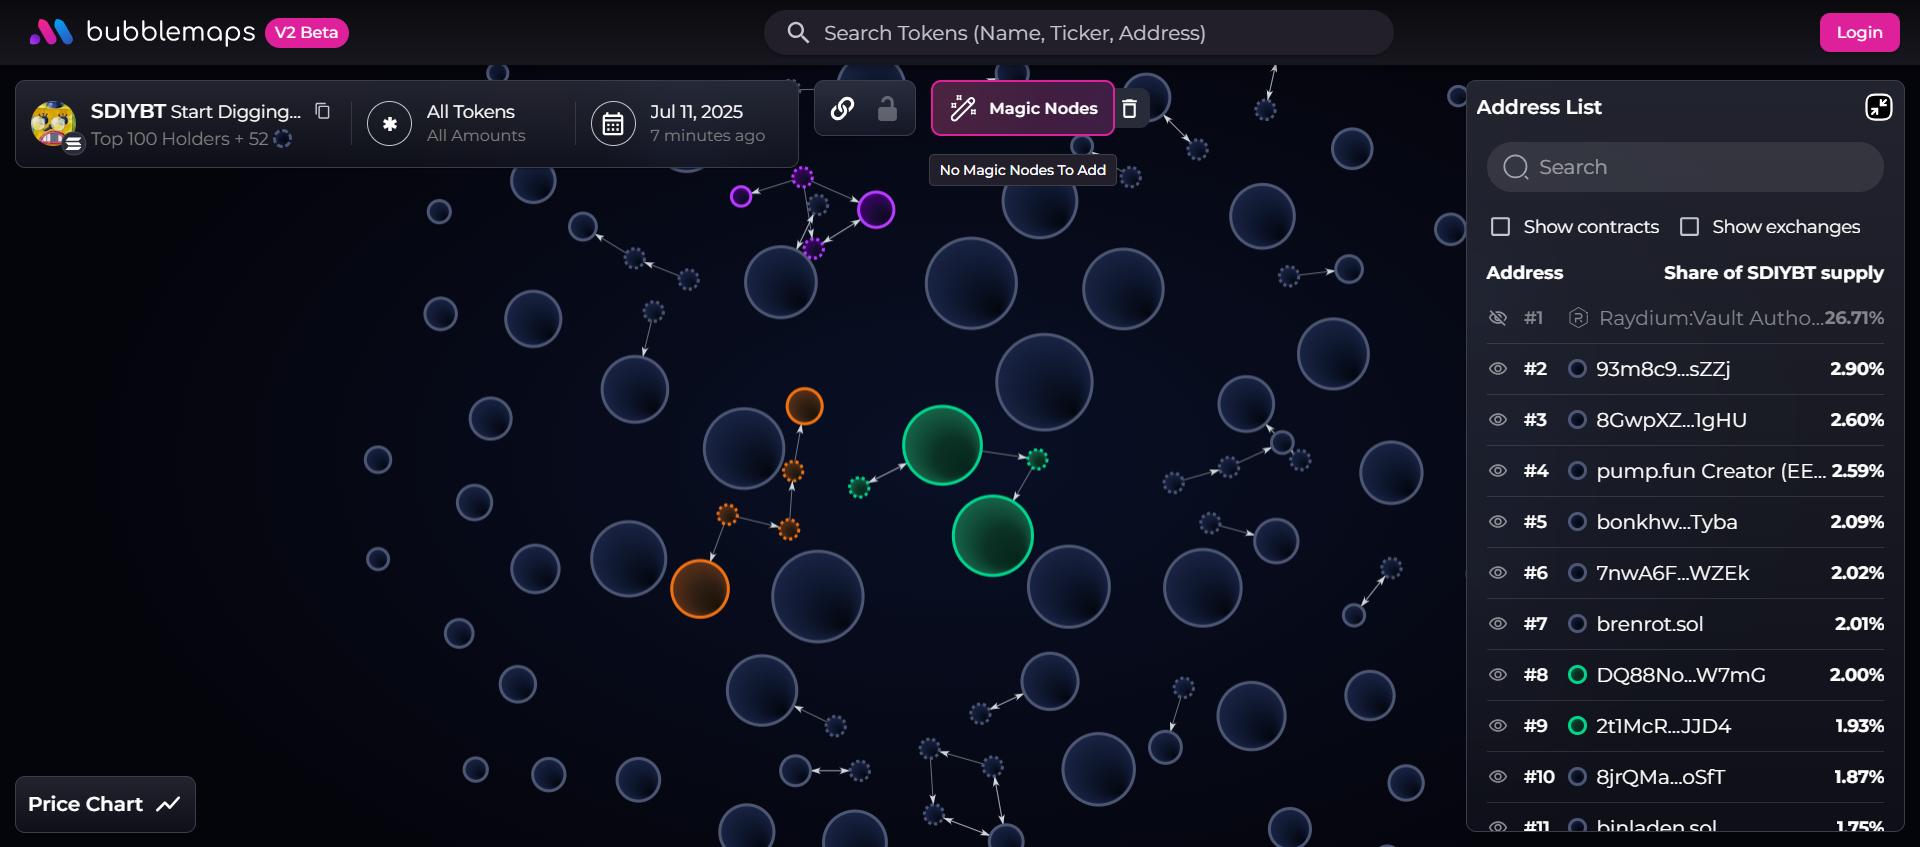 bubblemaps V2 Beta
Search Tokens (Name, Ticker, Address)
Login
SDIYBT Start Digging...
Top 100 Holders + 52
All Tokens
All Amounts
Jul 11, 2025
7 minutes ago
Magic Nodes
No Magic Nodes To Add
Address List
Search
Show contracts
Show exchanges
Address Share of SDIYBT supply
#1 Raydium:Vault Autho... 26.71%
#2 93m8c9...sZZj 2.90%
#3 8GwpXZ...1gHU 2.60%
#4 pump.fun Creator (EE... 2.59%
#5 bonkhw...Tyba 2.09%
#6 7nwA6F...WZEk 2.02%
#7 brenrot.sol 2.01%
#8 DQ88No...W7mG 2.00%
#9 2t1McR...JJD4 1.93%
#10 8jrQMa...oSfT 1.87%
#11 binladen.sol 1.75%
Price Chart